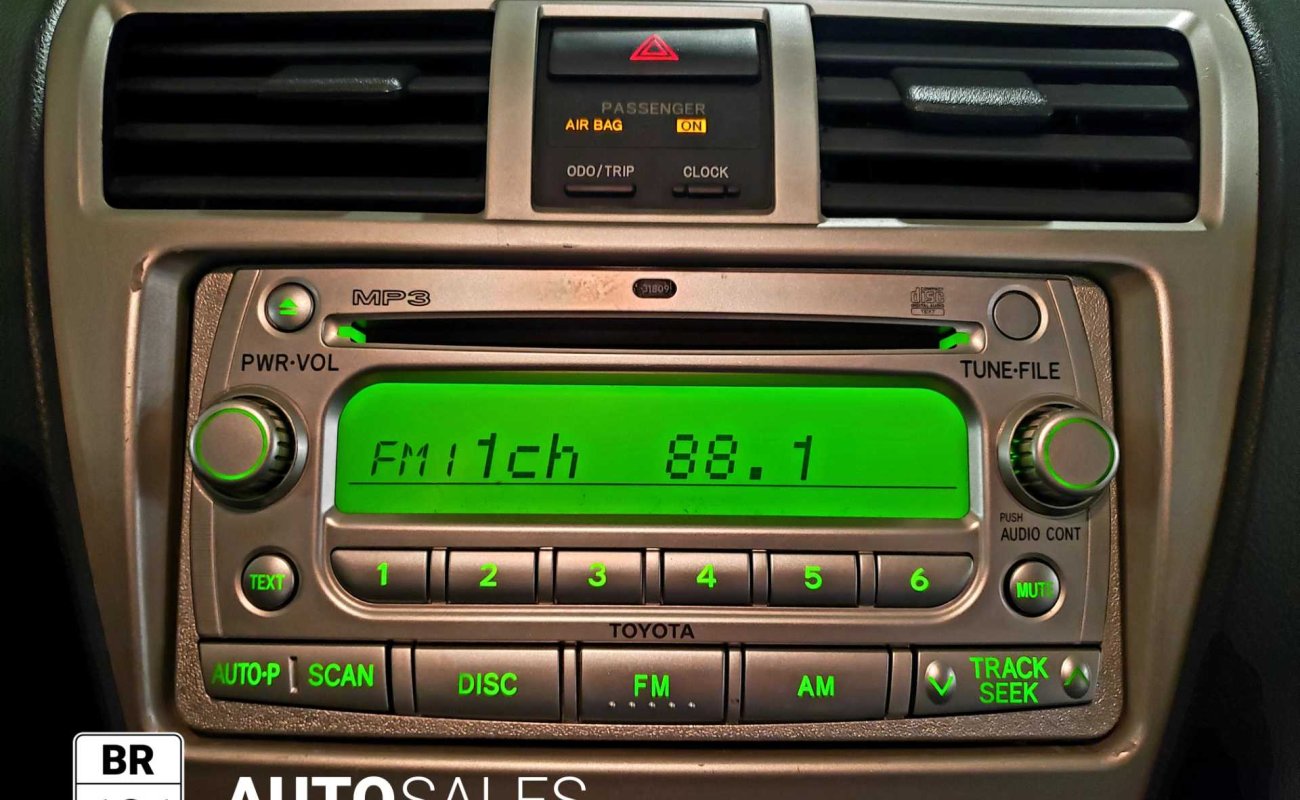 PASSENGER
AIR BAG ON
ODO/TRIP CLOCK
MP3 31809 disc
TEXT
PWR•VOL TUNE•FILE
FM1 1ch 88.1
PUSH
AUDIO CONT
TEXT 1 2 3 4 5 6 MUTE
TOYOTA
AUTO•P SCAN DISC FM AM TRACK
SEEK
BR
AUTOSALES